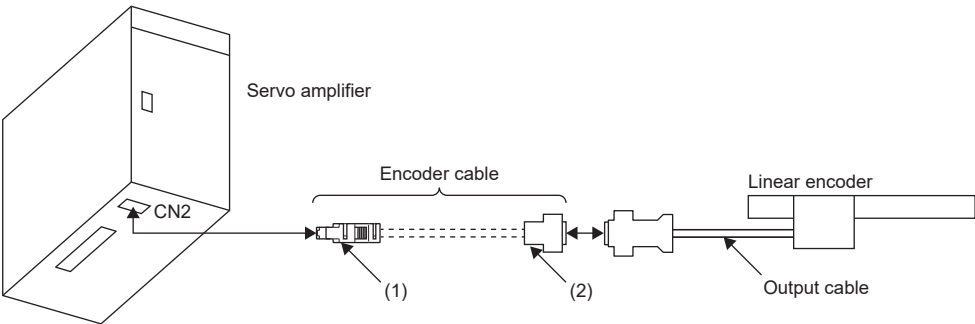 Servo amplifier
Encoder cable
Linear encoder
CN2
(1)
(2)
Output cable